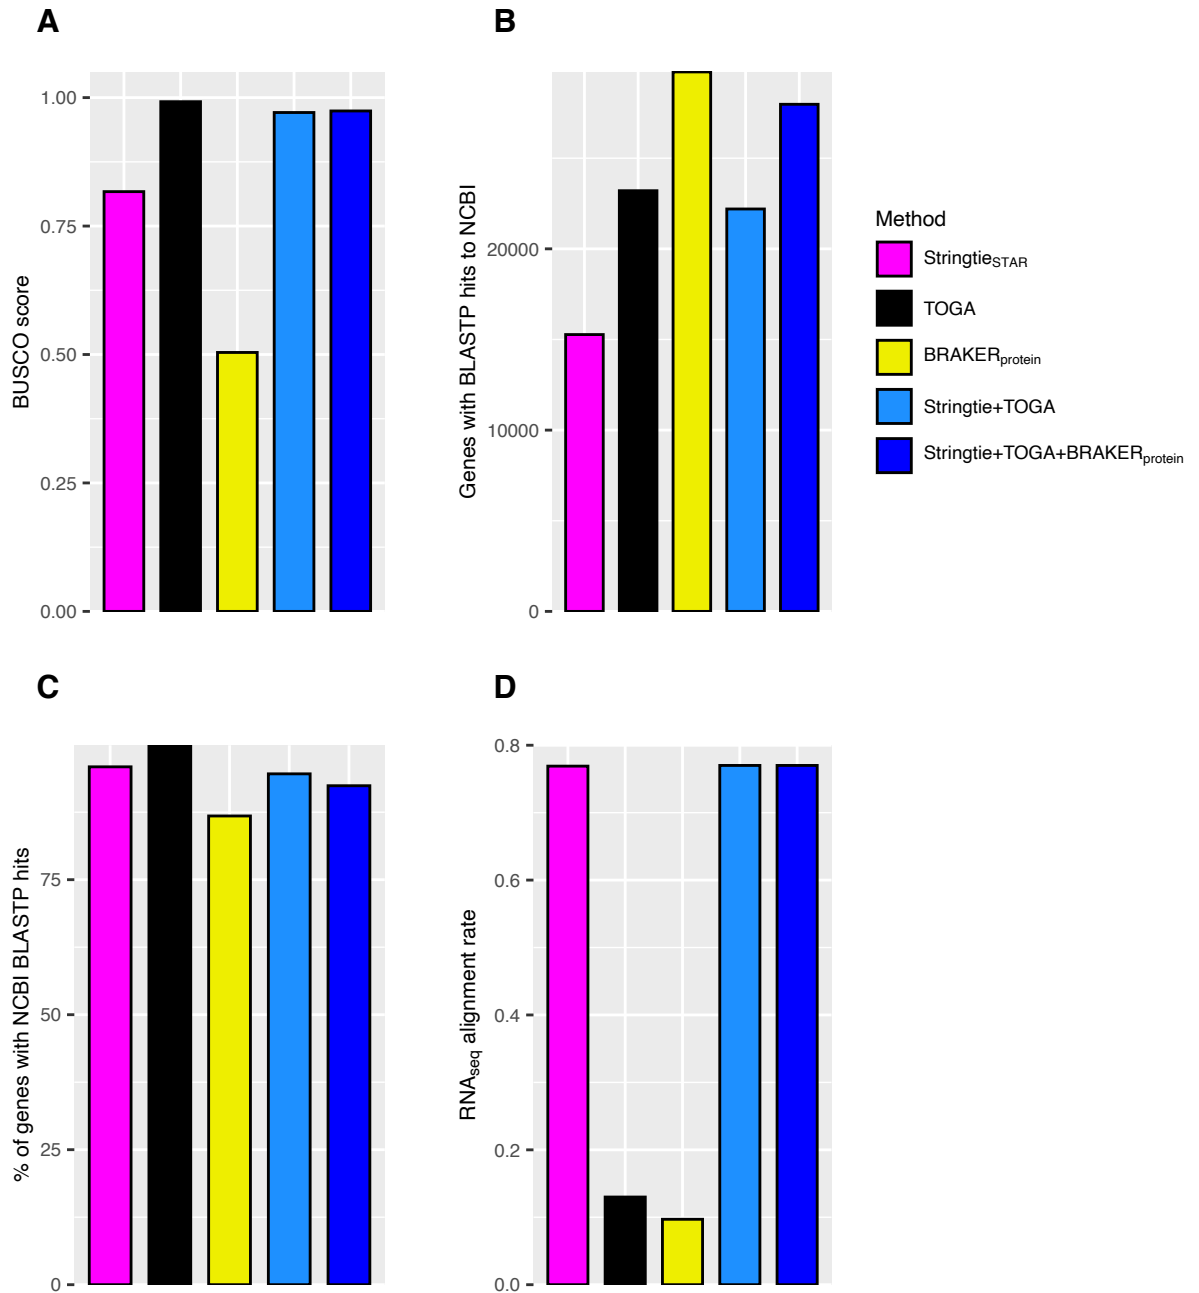 A
B
1.00
0.75
0.50
0.25
0.00
BUSCO score
20000
10000
0
Genes with BLASTP hits to NCBI
Method
StringtieSTAR
TOGA
BRAKERprotein
Stringtie+TOGA
Stringtie+TOGA+BRAKERprotein
C
D
75
50
25
0
% of genes with NCBI BLASTP hits
0.8
0.6
0.4
0.2
0.0
RNAseq alignment rate